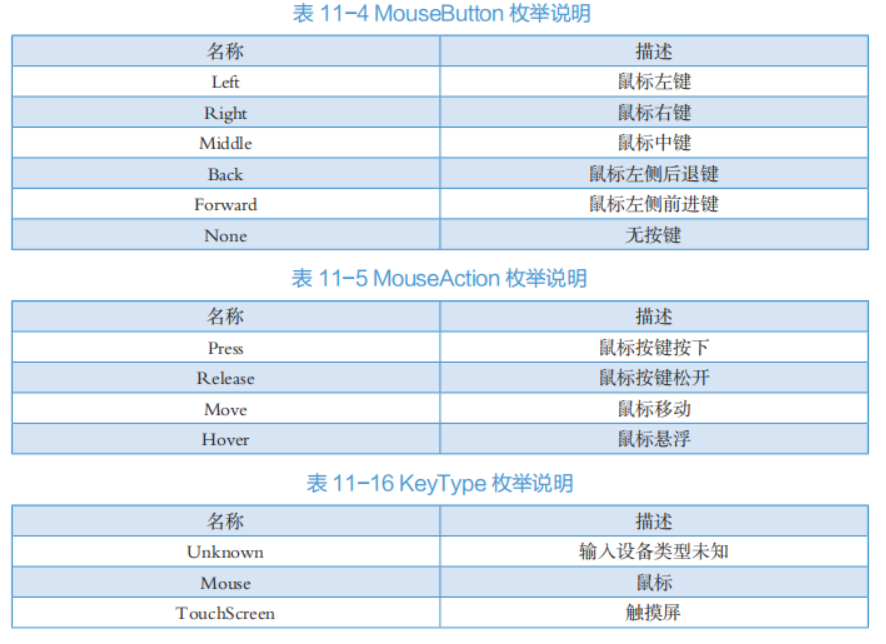 表 11-4 MouseButton 枚举说明
名称 描述
Left 鼠标左键
Right 鼠标右键
Middle 鼠标中键
Back 鼠标左侧后退键
Forward 鼠标左侧前进键
None 无按键
表 11-5 MouseAction 枚举说明
名称 描述
Press 鼠标按键按下
Release 鼠标按键松开
Move 鼠标移动
Hover 鼠标悬浮
表 11-16 KeyType 枚举说明
名称 描述
Unknown 输入设备类型未知
Mouse 鼠标
TouchScreen 触摸屏